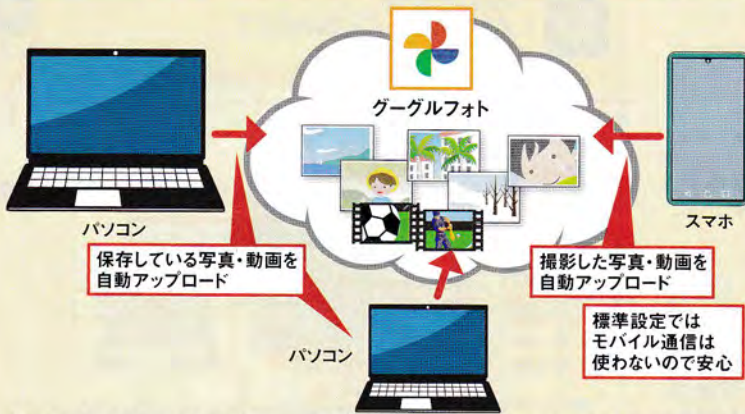 グーグルフォト
パソコン
スマホ
保存している写真・動画を
自動アップロード
撮影した写真・動画を
自動アップロード
標準設定では
モバイル通信は
使わないので安心
パソコン